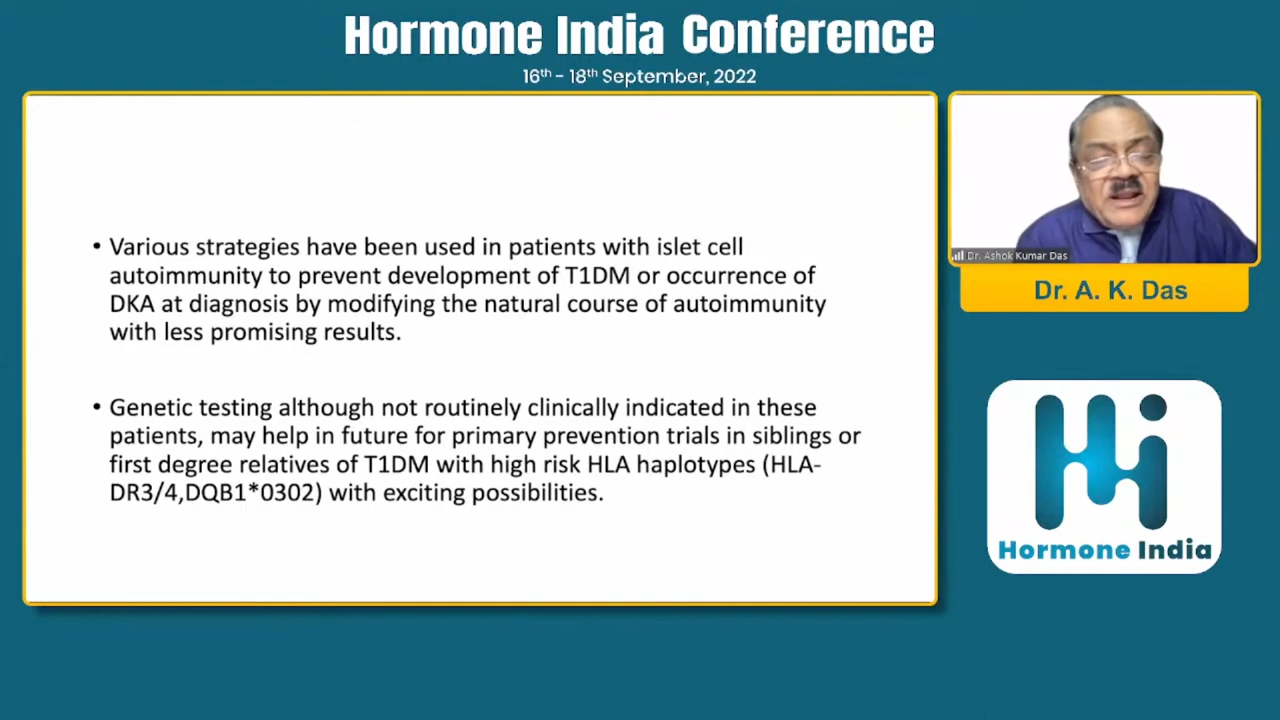 Hormone India Conference
16th - 18th September, 2022
• Various strategies have been used in patients with islet cell
autoimmunity to prevent development of T1DM or occurrence of
DKA at diagnosis by modifying the natural course of autoimmunity
with less promising results.
• Genetic testing although not routinely clinically indicated in these
patients, may help in future for primary prevention trials in siblings or
first degree relatives of T1DM with high risk HLA haplotypes (HLA-
DR3/4,DQB1*0302) with exciting possibilities.
Dr. Ashok Kumar Das
Dr. A. K. Das
Hi
Hormone India